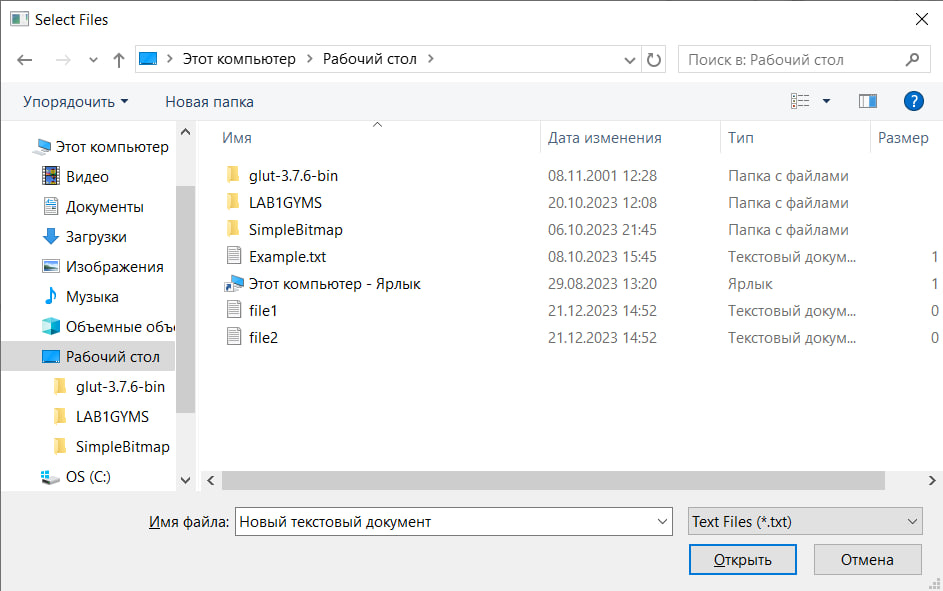 Select Files
Этот компьютер
Рабочий стол
Поиск в: Рабочий стол
Упорядочить
Новая папка
?
Этот компьютер
Видео
Документы
Загрузки
Изображения
Музыка
Объемные объ
Рабочий стол
glut-3.7.6-bin
LAB1GYMS
SimpleBitmap
OS (C:)
Имя Дата изменения Тип Размер
glut-3.7.6-bin 08.11.2001 12:28 Папка с файлами
LAB1GYMS 20.10.2023 12:08 Папка с файлами
SimpleBitmap 06.10.2023 21:45 Папка с файлами
Example.txt 08.10.2023 15:45 Текстовый докум... 1
Этот компьютер - Ярлык 29.08.2023 13:20 Ярлык 1
file1 21.12.2023 14:52 Текстовый докум... 0
file2 21.12.2023 14:52 Текстовый докум... 0
Имя файла: Новый текстовый документ Text Files (*.txt)
Открыть Отмена